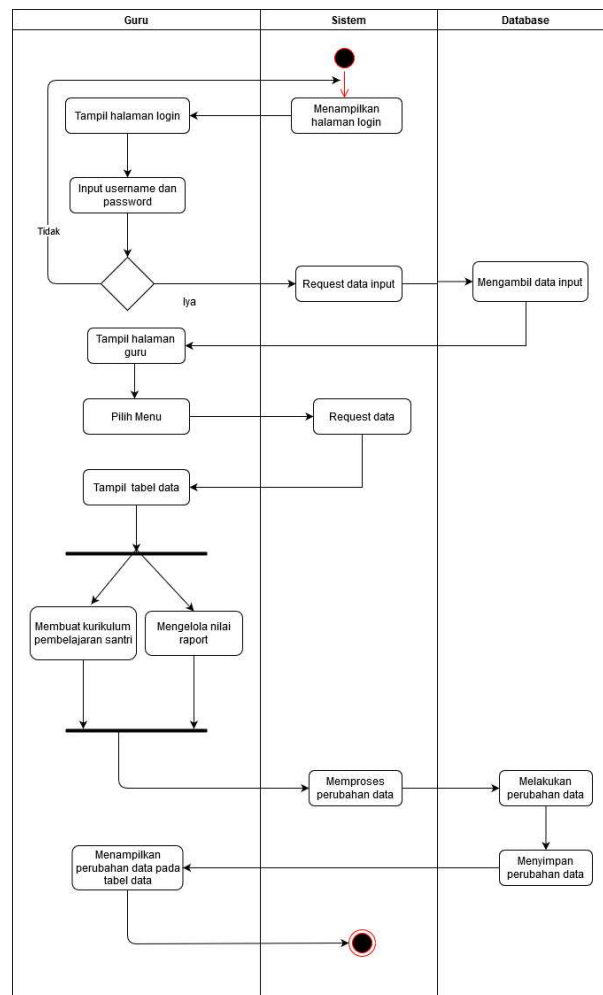 Guru
Sistem
Database
Tampil halaman login
Menampilkan
halaman login
Input username dan
password
Tidak
Iya
Request data input
Mengambil data input
Tampil halaman
guru
Pilih Menu
Request data
Tampil tabel data
Membuat kurikulum
pembelajaran santri
Mengelola nilai
raport
Memproses
perubahan data
Melakukan
perubahan data
Menyimpan
perubahan data
Menampilkan
perubahan data pada
tabel data